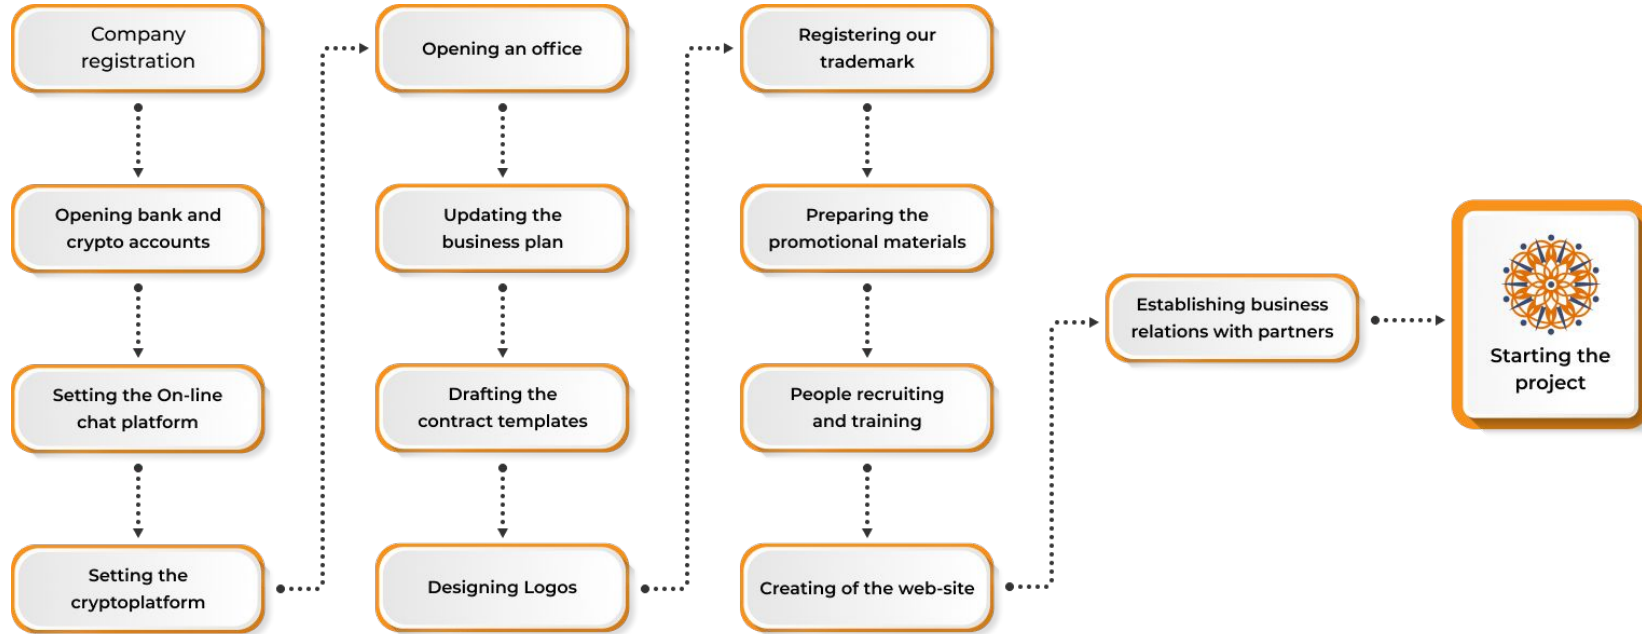 Company
registration
Opening bank and
crypto accounts
Setting the On-line
chat platform
Setting the
cryptoplatform
Opening an office
Updating the
business plan
Drafting the
contract templates
Designing Logos
Registering our
trademark
Preparing the
promotional materials
People recruiting
and training
Creating of the web-site
Establishing business
relations with partners
Starting the
project